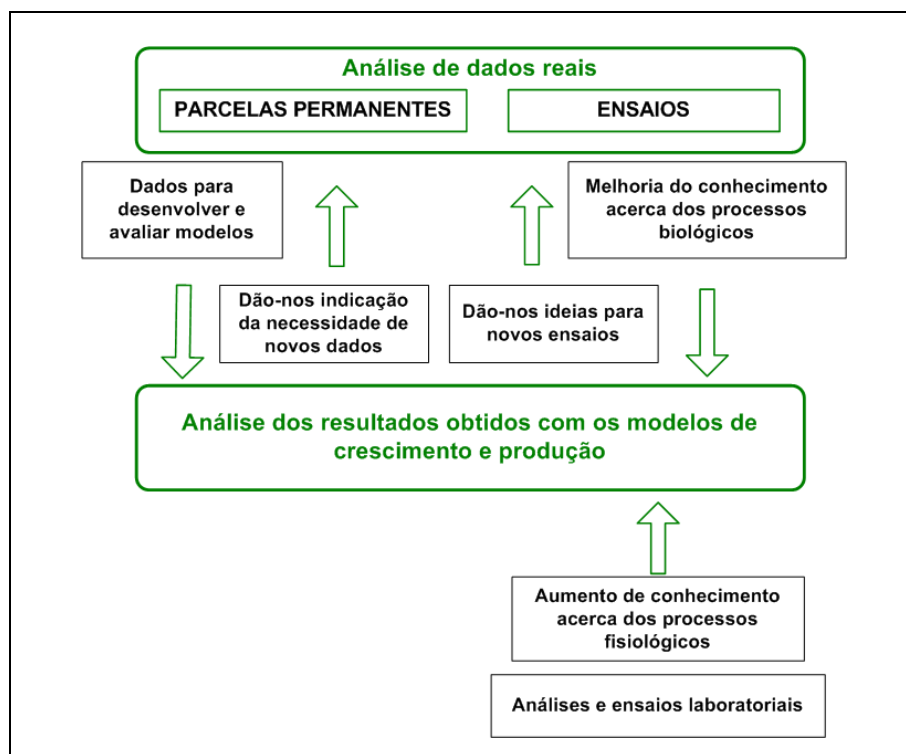 Análise de dados reais
PARCELAS PERMANENTES
ENSAIOS
Dados para
desenvolver e
avaliar modelos
Melhoria do conhecimento
acerca dos processos
biológicos
Dão-nos indicação
da necessidade de
novos dados
Dão-nos ideias para
novos ensaios
Análise dos resultados obtidos com os modelos de
crescimento e produção
Aumento de conhecimento
acerca dos processos
fisiológicos
Análises e ensaios laboratoriais